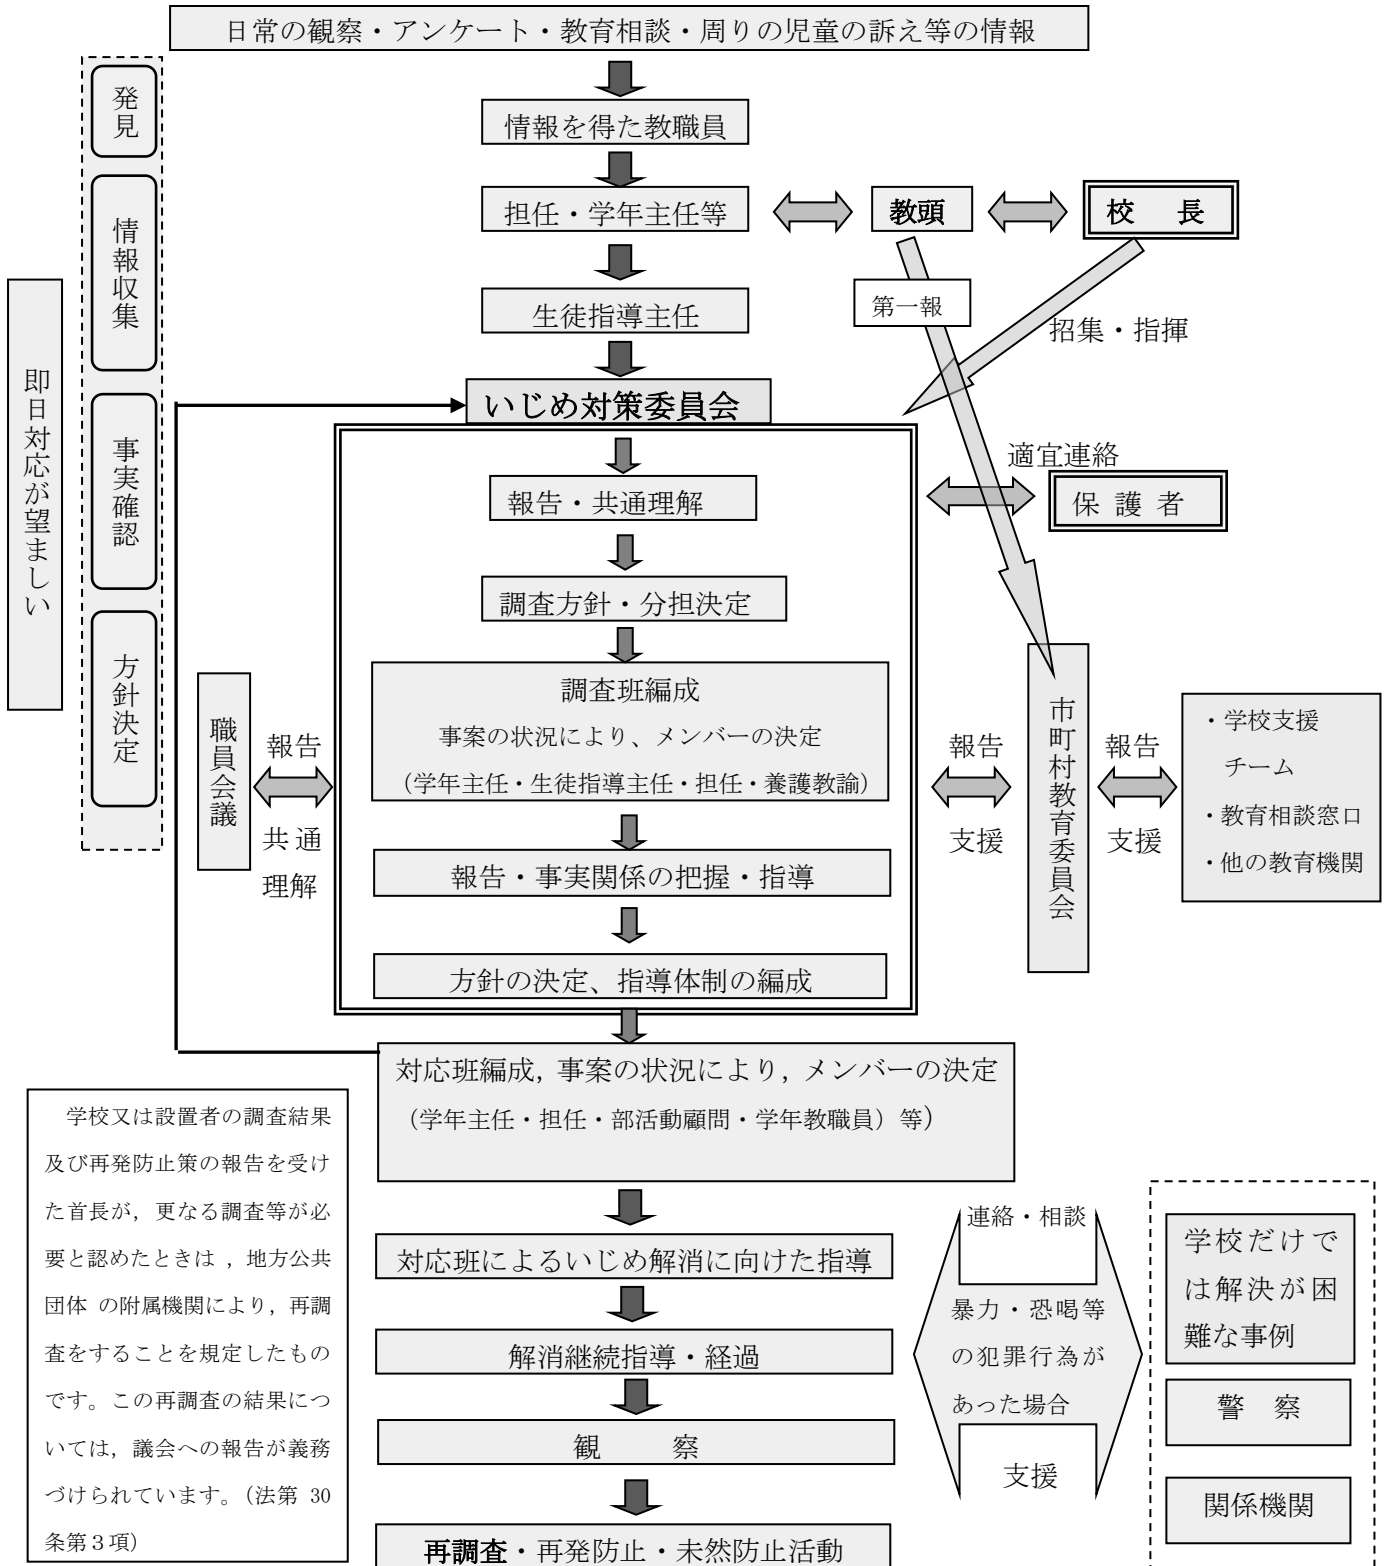 日常の観察・アンケート・教育相談・周りの児童の訴え等の情報
発見
情報を得た教職員
情報収集
担任・学年主任等
教頭
校　長
即日対応が望ましい
生徒指導主任
第一報
招集・指揮
いじめ対策委員会
事実確認
適宜連絡
保護者
報告・共通理解
調査方針・分担決定
方針決定
調査班編成
事案の状況により、メンバーの決定
（学年主任・生徒指導主任・担任・養護教諭）
職員会議
報告
共通
理解
報告
支援
市町村教育委員会
報告
支援
・学校支援
チーム
・教育相談窓口
・他の教育機関
報告・事実関係の把握・指導
方針の決定、指導体制の編成
対応班編成，事案の状況により，メンバーの決定
（学年主任・担任・部活動顧問・学年教職員）等）
学校又は設置者の調査結果
及び再発防止策の報告を受け
た首長が，更なる調査等が必
要と認めたときは ，地方公共
団体 の附属機関により，再調
査をすることを規定したもの
です。この再調査の結果につ
いては，議会への報告が義務
づけられています。（法第 30
条第３項）
対応班によるいじめ解消に向けた指導
解消継続指導・経過
観　　察
再調査・再発防止・未然防止活動
連絡・相談
暴力・恐喝等
の犯罪行為が
あった場合
支援
学校だけで
は解決が困
難な事例
警　察
関係機関